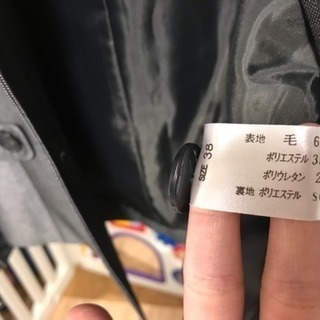 表地 毛 6
ポリエステル 3
ポリウレタン 2
裏地 ポリエステル
SIZE 38